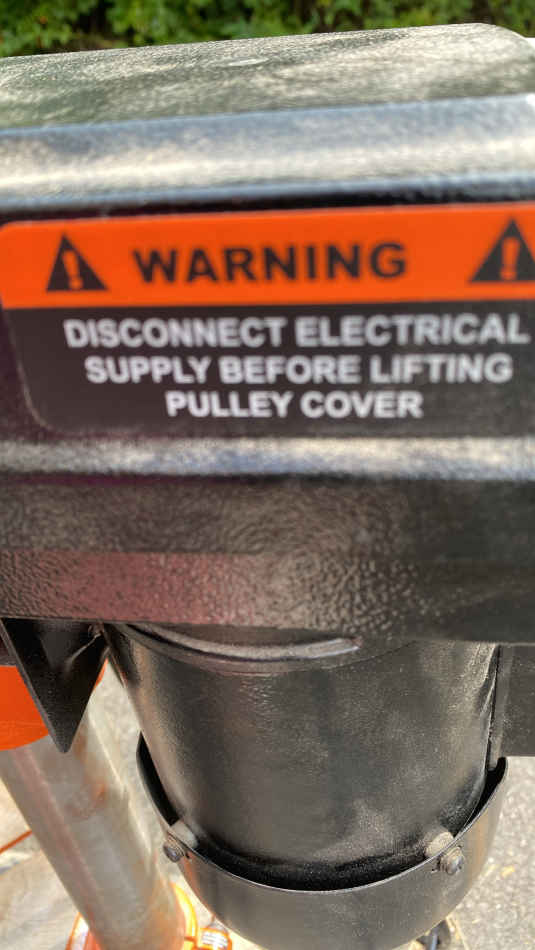 WARNING
DISCONNECT ELECTRICAL
SUPPLY BEFORE LIFTING
PULLEY COVER